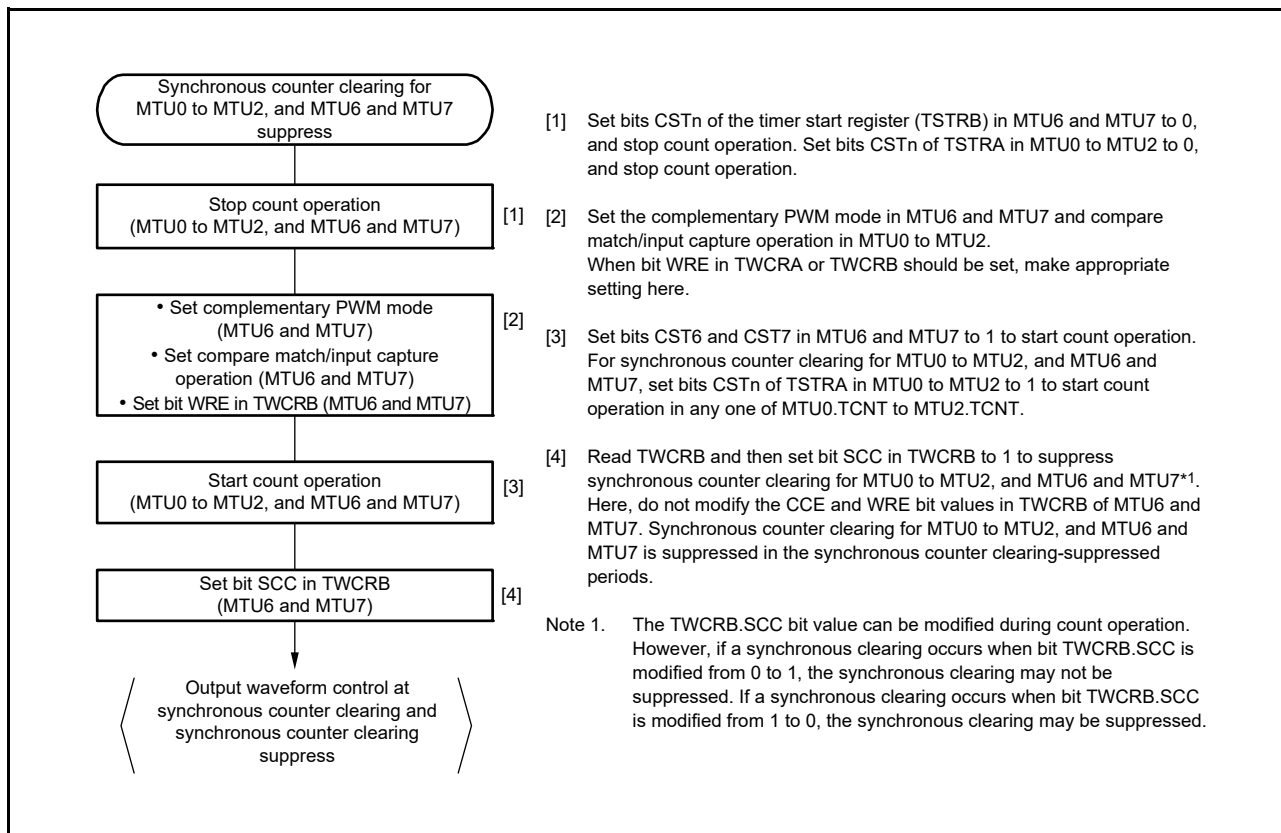 Synchronous counter clearing for
MTU0 to MTU2, and MTU6 and MTU7
suppress
Stop count operation
(MTU0 to MTU2, and MTU6 and MTU7)
[1]
• Set complementary PWM mode
(MTU6 and MTU7)
• Set compare match/input capture
operation (MTU6 and MTU7)
• Set bit WRE in TWCRB (MTU6 and MTU7)
[2]
Start count operation
(MTU0 to MTU2, and MTU6 and MTU7)
[3]
Set bit SCC in TWCRB
(MTU6 and MTU7)
[4]
Output waveform control at
synchronous counter clearing and
synchronous counter clearing
suppress
[1] Set bits CSTn of the timer start register (TSTRB) in MTU6 and MTU7 to 0,
and stop count operation. Set bits CSTn of TSTRA in MTU0 to MTU2 to 0,
and stop count operation.
[2] Set the complementary PWM mode in MTU6 and MTU7 and compare
match/input capture operation in MTU0 to MTU2.
When bit WRE in TWCRA or TWCRB should be set, make appropriate
setting here.
[3] Set bits CST6 and CST7 in MTU6 and MTU7 to 1 to start count operation.
For synchronous counter clearing for MTU0 to MTU2, and MTU6 and
MTU7, set bits CSTn of TSTRA in MTU0 to MTU2 to 1 to start count
operation in any one of MTU0.TCNT to MTU2.TCNT.
[4] Read TWCRB and then set bit SCC in TWCRB to 1 to suppress
synchronous counter clearing for MTU0 to MTU2, and MTU6 and MTU7*1.
Here, do not modify the CCE and WRE bit values in TWCRB of MTU6 and
MTU7. Synchronous counter clearing for MTU0 to MTU2, and MTU6 and
MTU7 is suppressed in the synchronous counter clearing-suppressed
periods.
Note 1. The TWCRB.SCC bit value can be modified during count operation.
However, if a synchronous clearing occurs when bit TWCRB.SCC is
modified from 0 to 1, the synchronous clearing may not be
suppressed. If a synchronous clearing occurs when bit TWCRB.SCC
is modified from 1 to 0, the synchronous clearing may be suppressed.